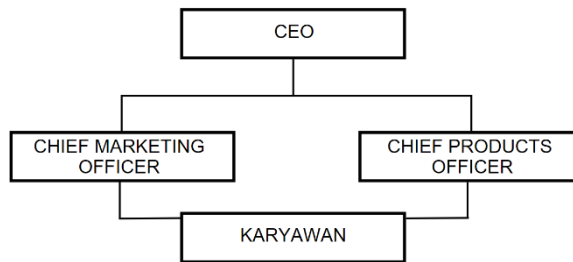 CEO
CHIEF MARKETING
OFFICER
CHIEF PRODUCTS
OFFICER
KARYAWAN